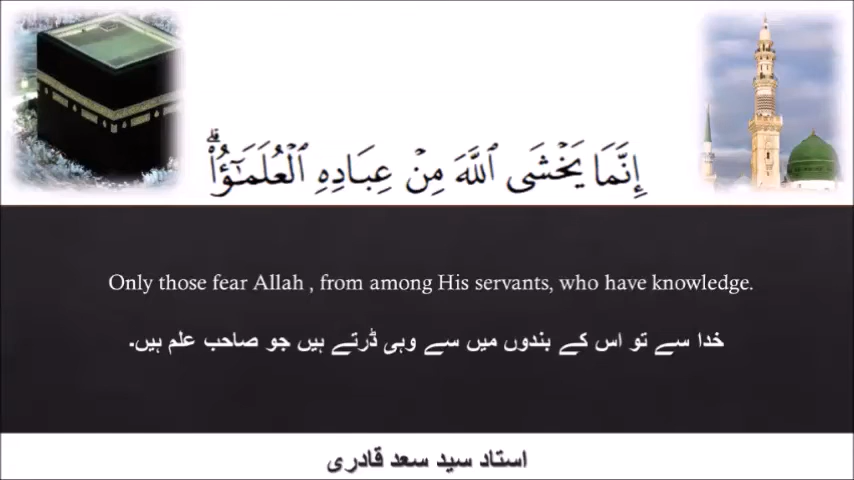 إِنَّمَا يَخۡشَى ٱللَّهَ مِنۡ عِبَادِهِ ٱلۡعُلَمَـٰٓؤُاْۗ
Only those fear Allah , from among His servants, who have knowledge.
خدا سے تو اس کے بندوں میں سے وہی ڈرتے ہیں جو صاحب علم ہیں۔
استاد سید سعد قادری